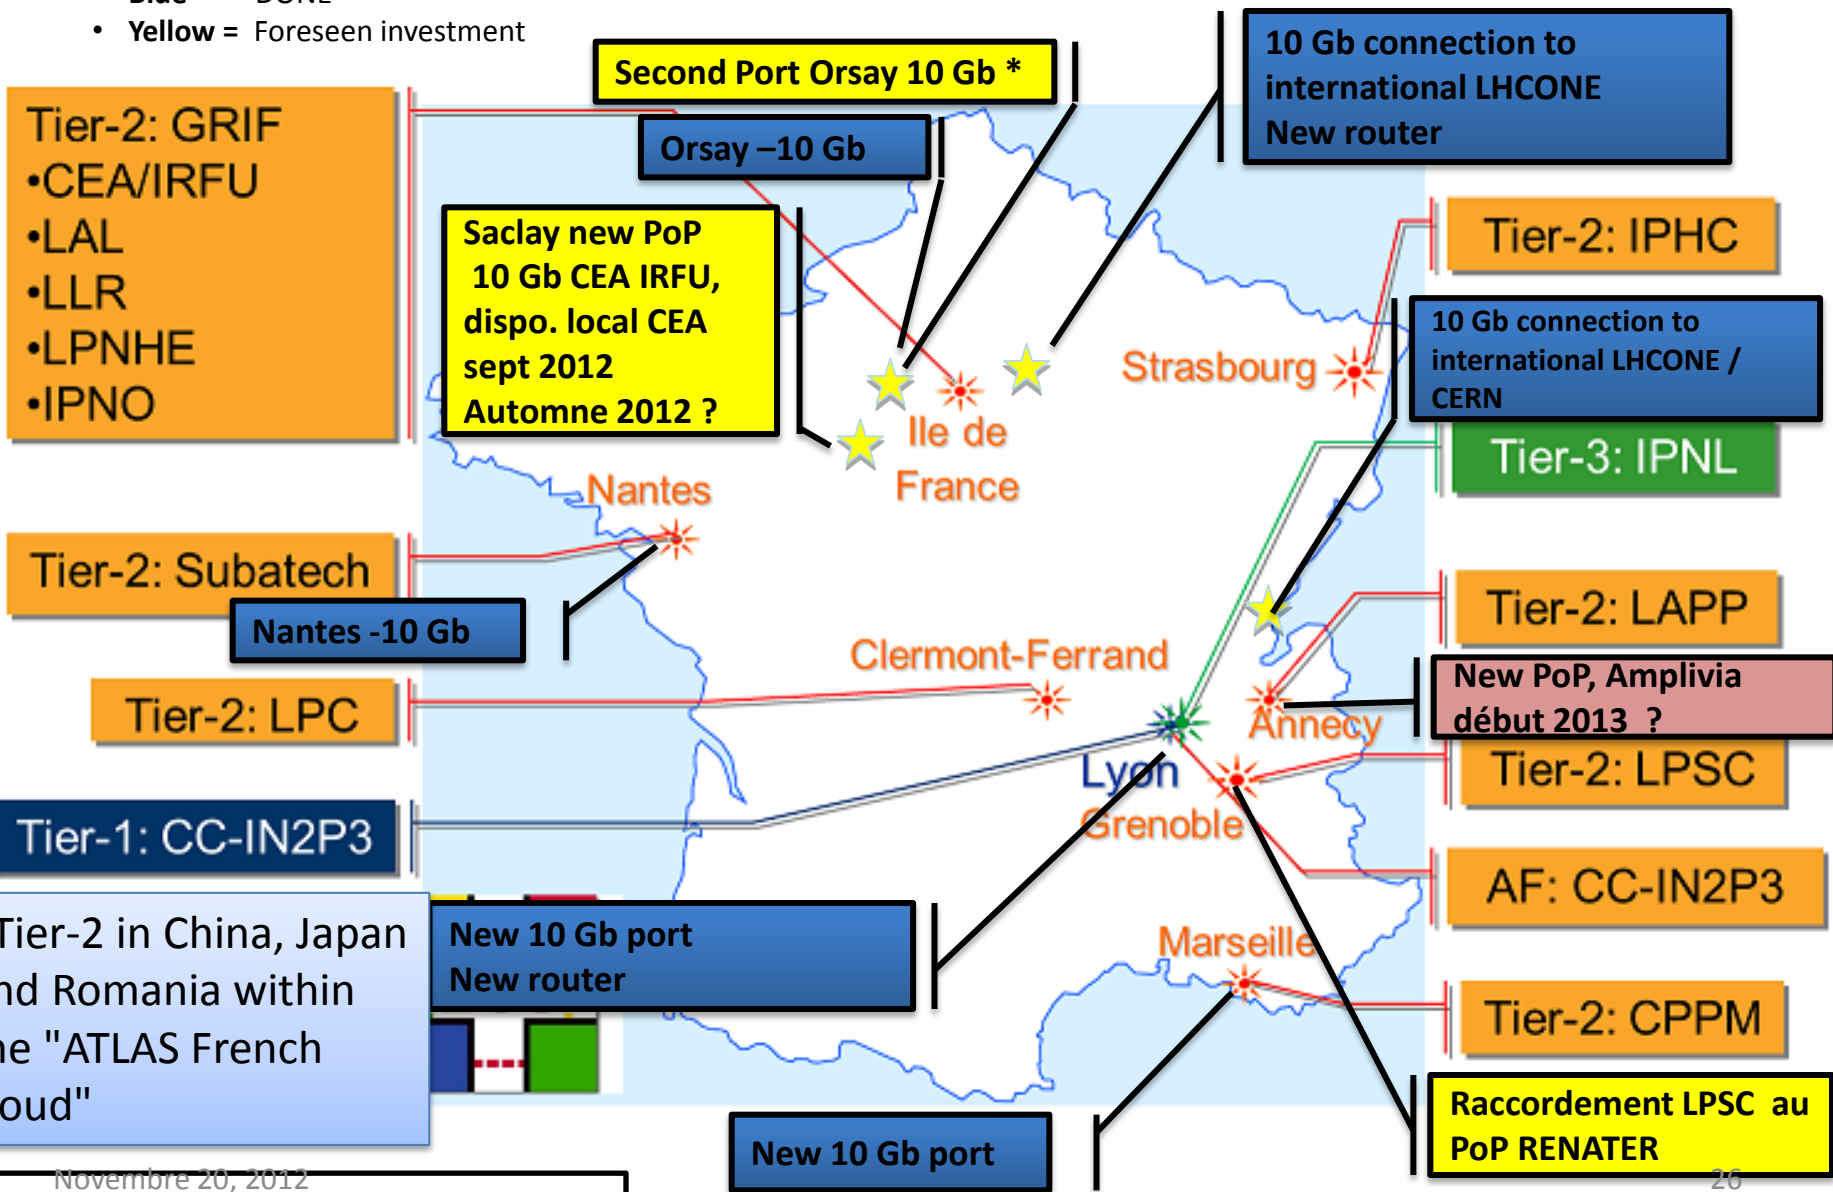 Blue DONE
• Yellow = Foreseen investment
Second Port Orsay 10 Gb *
10 Gb connection to
international LHCONE
New router
Tier-2: GRIF
•CEA/IRFU
•LAL
•LLR
•LPNHE
•IPNO
Orsay –10 Gb
Saclay new PoP
10 Gb CEA IRFU,
dispo. local CEA
sept 2012
Automne 2012 ?
Tier-2: IPHC
Strasbourg
10 Gb connection to
international LHCONE /
CERN
Ile de
France
Tier-3: IPNL
Nantes
Tier-2: Subatech
Nantes -10 Gb
Tier-2: LAPP
Clermont-Ferrand
New PoP, Amplivia
début 2013 ?
Annecy
Tier-2: LPC
Lyon
Tier-2: LPSC
Grenoble
Tier-1: CC-IN2P3
AF: CC-IN2P3
Tier-2 in China, Japan
nd Romania within
ne "ATLAS French
oud"
New 10 Gb port
New router
Marseille
Tier-2: CPPM
Raccordement LPSC au
PoP RENATER
New 10 Gb port
Novembre 20, 2012
26